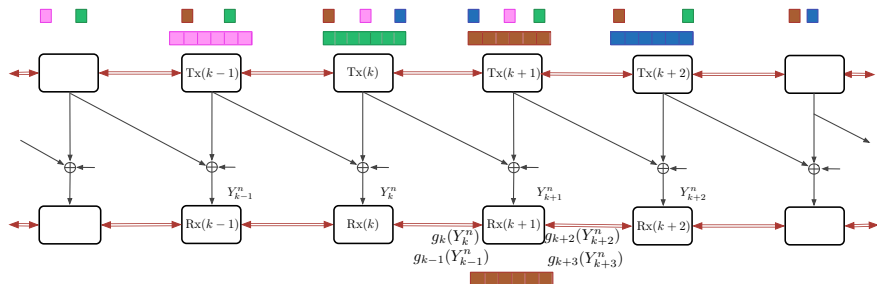 Tx(k − 1) Tx(k) Tx(k + 1) Tx(k + 2)
Y^n_{k−1} Y^n_k Y^n_{k+1} Y^n_{k+2}
Rx(k − 1) Rx(k) Rx(k + 1) Rx(k + 2)
g_k(Y^n_k) g_{k+2}(Y^n_{k+2})
g_{k−1}(Y^n_{k−1}) g_{k+3}(Y^n_{k+3})